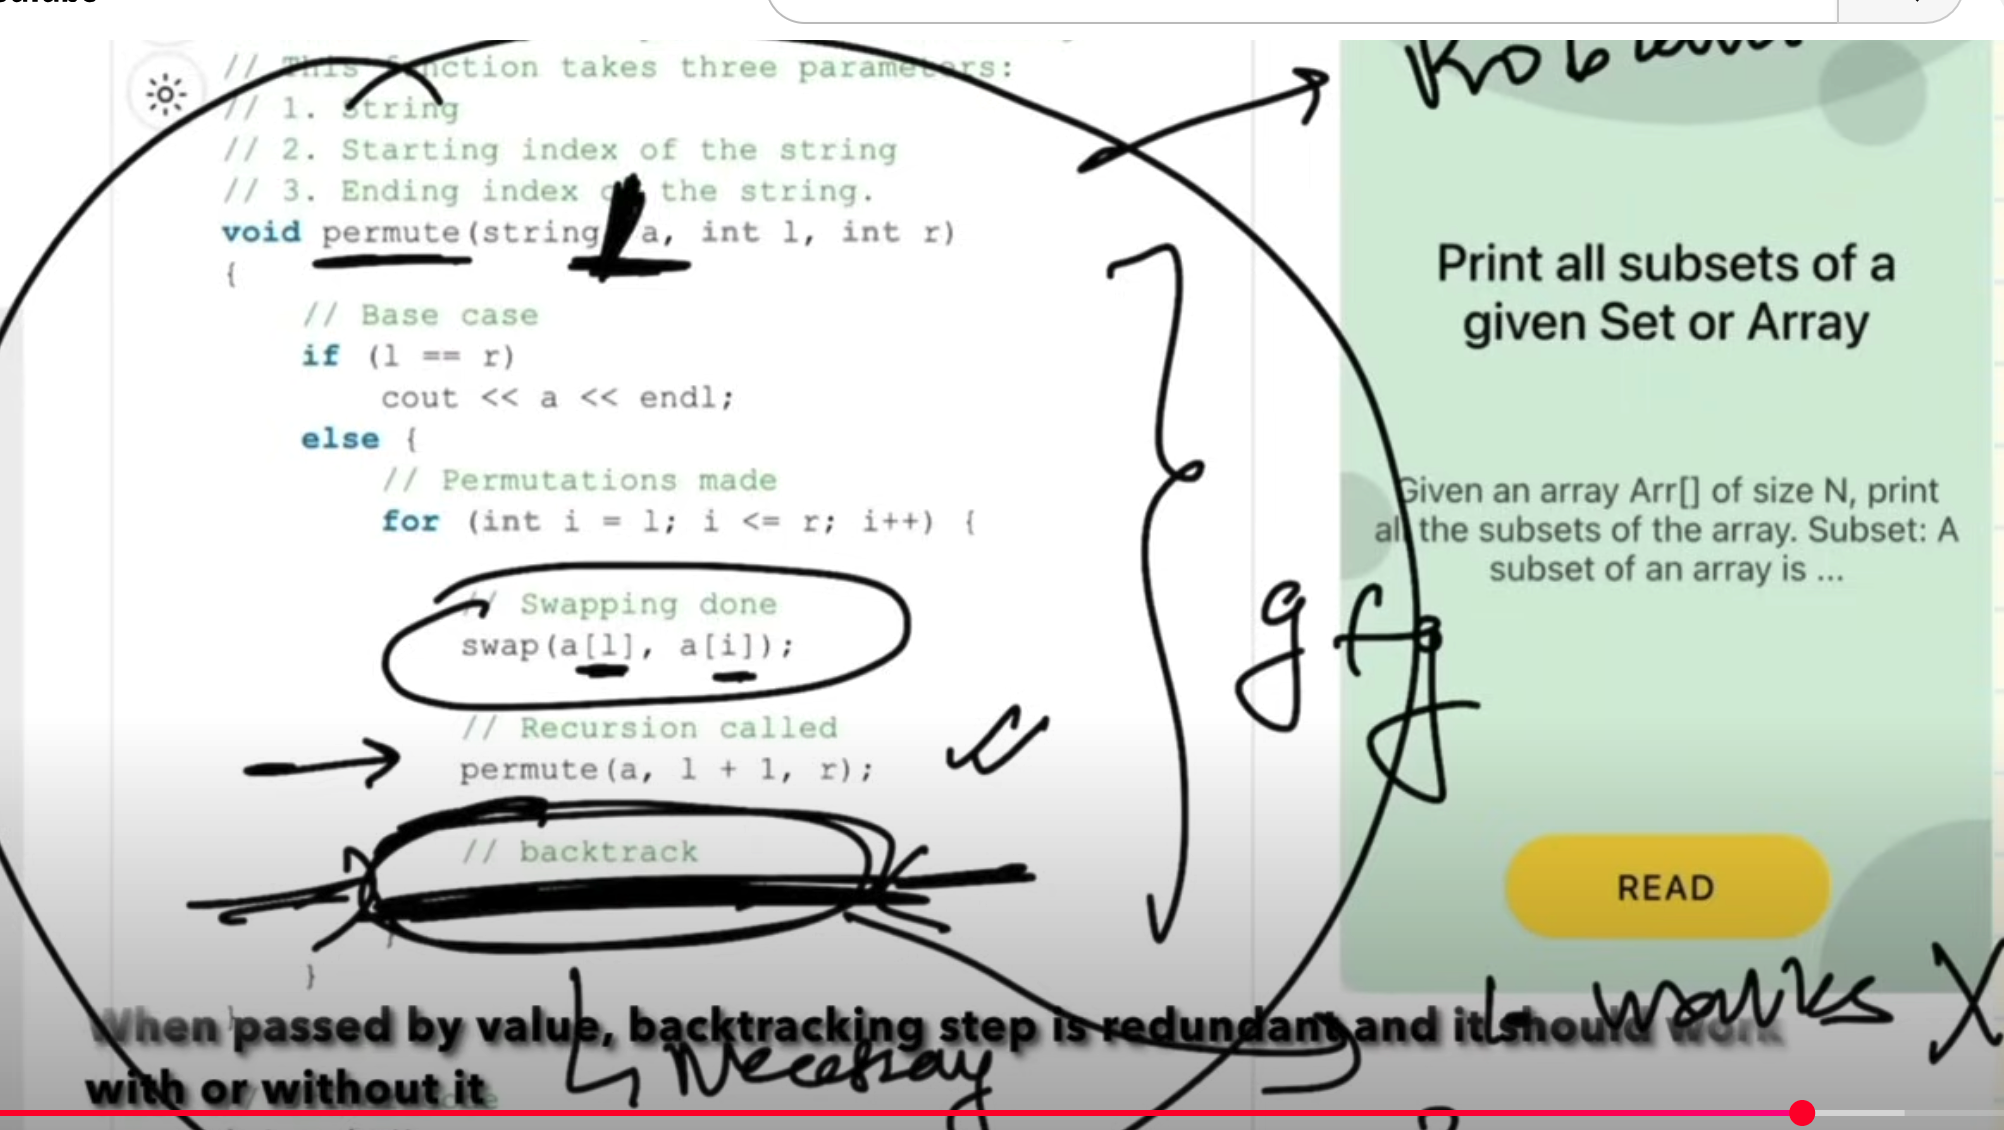 // This function takes three parameters:
// 1. String
// 2. Starting index of the string
// 3. Ending index of the string.
void permute(string a, int l, int r)
{
// Base case
if (l == r)
cout << a << endl;
else {
// Permutations made
for (int i = l; i <= r; i++) {
// Swapping done
swap(a[l], a[i]);
// Recursion called
permute(a, l + 1, r);
// backtrack
}
}
}
Print all subsets of a
given Set or Array
Given an array Arr[] of size N, print
all the subsets of the array. Subset: A
subset of an array is ...
READ
gfg
works X
Necessary
When passed by value, backtracking step is redundant and it should work
with or without it